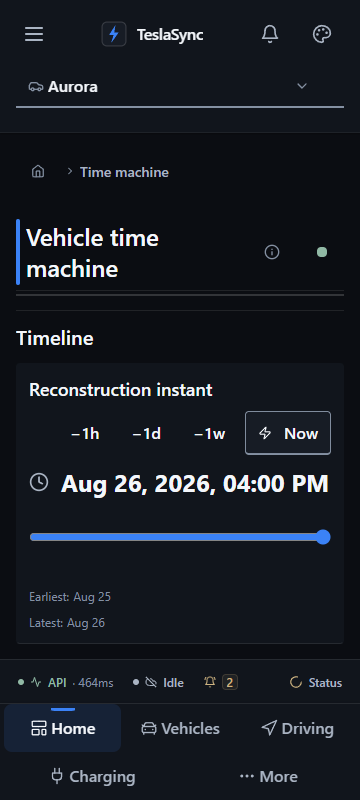 TeslaSync
Aurora
Time machine
Vehicle time
machine
Timeline
Reconstruction instant
−1h −1d −1w Now
Aug 26, 2026, 04:00 PM
Earliest: Aug 25
Latest: Aug 26
API · 464ms Idle 2 Status
Home Vehicles Driving
Charging More